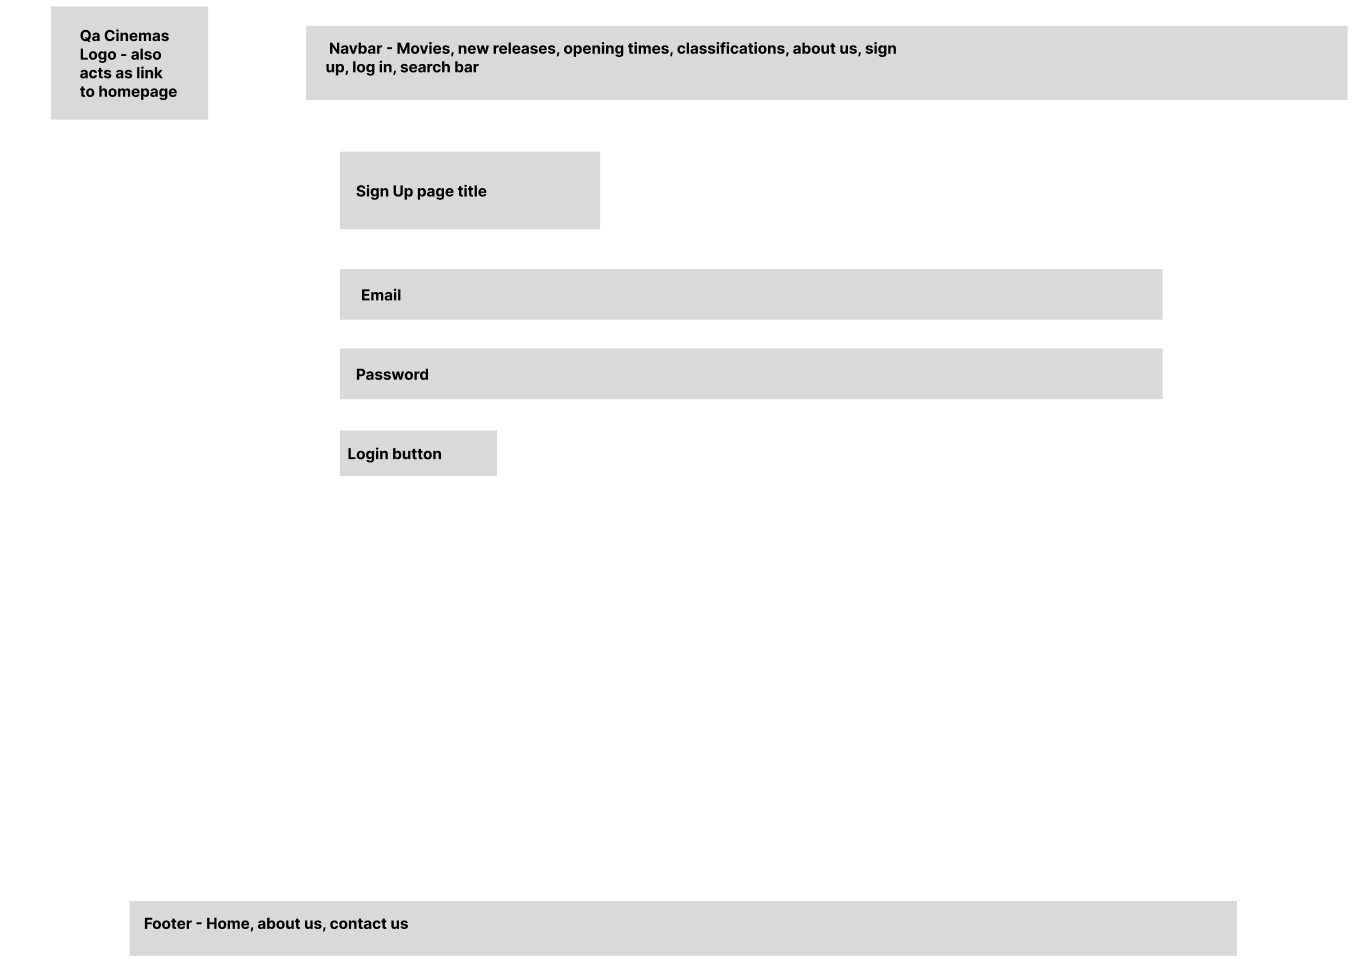 Qa Cinemas
Logo - also
acts as link
to homepage
Navbar - Movies, new releases, opening times, classifications, about us, sign
up, log in, search bar
Sign Up page title
Email
Password
Login button
Footer - Home, about us, contact us